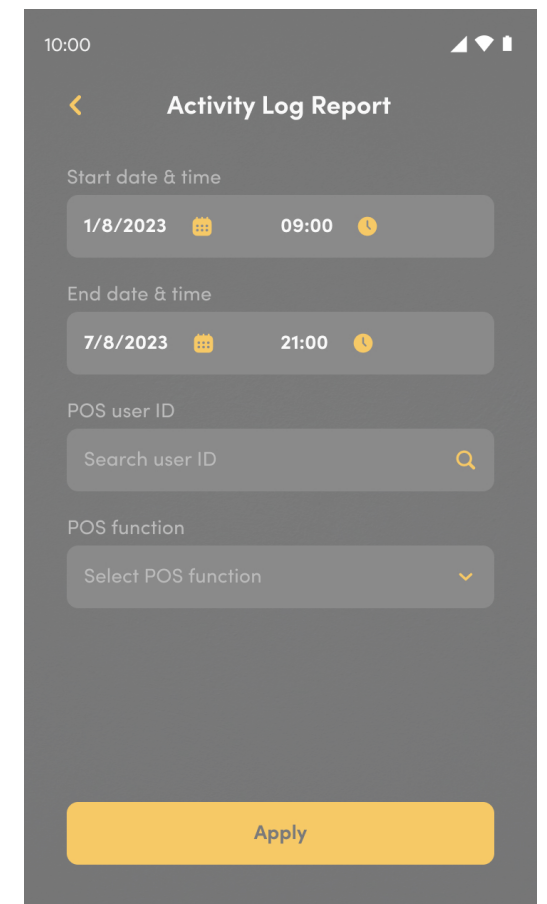 10:00
Activity Log Report
Start date & time
1/8/2023 09:00
End date & time
7/8/2023 21:00
POS user ID
Search user ID
POS function
Select POS function
Apply